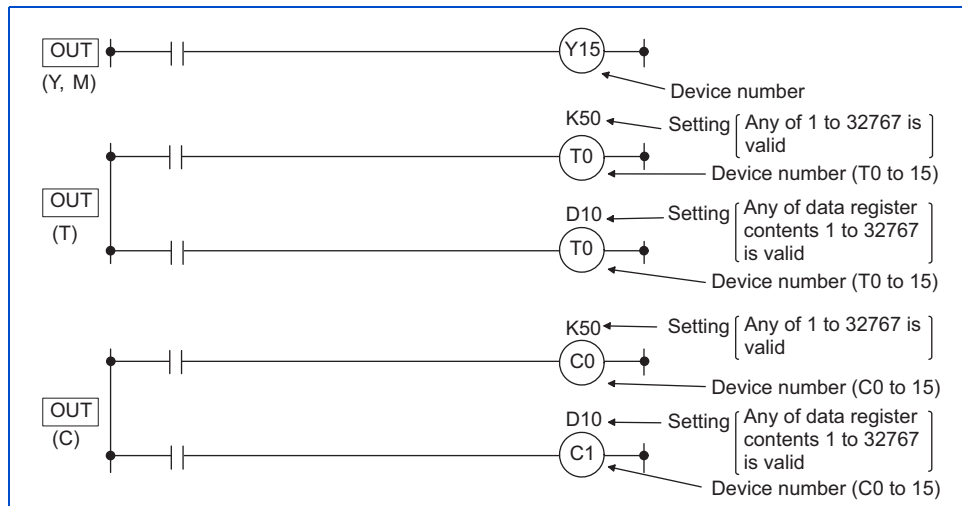 OUT
(Y, M)
Y15
Device number
K50
Setting
Any of 1 to 32767 is
valid
T0
Device number (T0 to 15)
OUT
(T)
D10
Setting
Any of data register
contents 1 to 32767
is valid
T0
Device number (T0 to 15)
K50
Setting
Any of 1 to 32767 is
valid
C0
Device number (C0 to 15)
OUT
(C)
D10
Setting
Any of data register
contents 1 to 32767
is valid
C1
Device number (C0 to 15)